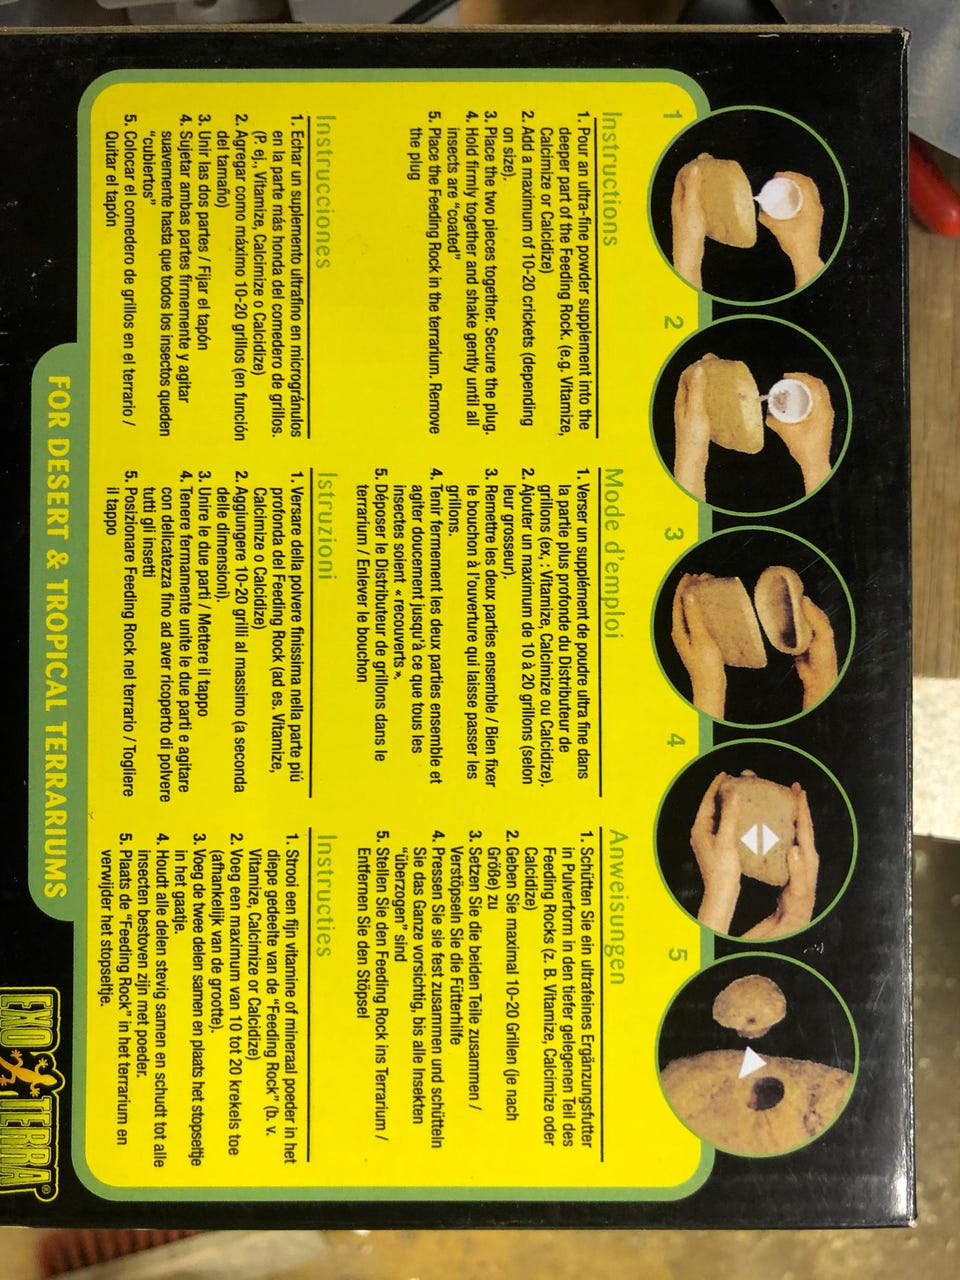 1
2
3
4
5
Instructions
1. Pour an ultra-fine powder supplement into the
deeper part of the Feeding Rock. (e.g. Vitamize,
Calcimize or Calcidize)
2. Add a maximum of 10-20 crickets (depending
on size).
3. Place the two pieces together. Secure the plug.
4. Hold firmly together and shake gently until all
insects are "coated"
5. Place the Feeding Rock in the terrarium. Remove
the plug
Mode d'emploi
1. Verser un supplément de poudre ultra fine dans
la partie plus profonde du Distributeur de
grillons (ex. : Vitamize, Calcimize ou Calcidize).
2. Ajouter un maximum de 10 à 20 grillons (selon
leur grosseur).
3. Remettre les deux parties ensemble / Bien fixer
le bouchon à l'ouverture qui laisse passer les
grillons.
4. Tenir fermement les deux parties ensemble et
agiter doucement jusqu'à ce que tous les
insectes soient « recouverts ».
5. Déposer le Distributeur de grillons dans le
terrarium / Enlever le bouchon
Anweisungen
1. Schütten Sie ein ultrafeines Ergänzungsfutter
in Pulverform in den tiefer gelegenen Teil des
Feeding Rocks (z. B. Vitamize, Calcimize oder
Calcidize)
2. Geben Sie maximal 10-20 Grillen (je nach
Größe) zu
3. Setzen Sie die beiden Teile zusammen /
Verstöpseln Sie die Fütterhilfe
4. Pressen Sie sie fest zusammen und schütteln
Sie das Ganze vorsichtig, bis alle Insekten
"überzogen" sind
5. Stellen Sie den Feeding Rock ins Terrarium /
Entfernen Sie den Stöpsel
Instrucciones
1. Echar un suplemento ultrafino en microgránulos
en la parte más honda del comedero de grillos.
(P. ej., Vitamize, Calcimize o Calcidize)
2. Agregar como máximo 10-20 grillos (en función
del tamaño)
3. Unir las dos partes / Fijar el tapón
4. Sujetar ambas partes firmemente y agitar
suavemente hasta que todos los insectos queden
"cubiertos"
5. Colocar el comedero de grillos en el terrario /
Quitar el tapón
Istruzioni
1. Versare della polvere finissima nella parte più
profonda del Feeding Rock (ad es. Vitamize,
Calcimize o Calcidize)
2. Aggiungere 10-20 grilli al massimo (a seconda
delle dimensioni).
3. Unire le due parti / Mettere il tappo
4. Tenere fermamente unite le due parti e agitare
con delicatezza fino ad aver ricoperto di polvere
tutti gli insetti
5. Posizionare Feeding Rock nel terrario / Togliere
il tappo
Instructies
1. Strooi een fijn vitamine of mineraal poeder in het
diepe gedeelte van de "Feeding Rock" (b. v.
Vitamize, Calcimize or Calcidize)
2. Voeg een maximum van 10 tot 20 krekels toe
(afhankelijk van de grootte).
3. Voeg de twee delen samen en plaats het stopseltje
in het gaatje.
4. Houdt alle delen stevig samen en schudt tot alle
insecten bestoven zijn met poeder.
5. Plaats de "Feeding Rock" in het terrarium en
verwijder het stopseltje.
FOR DESERT & TROPICAL TERRARIUMS
EXO TERRA®